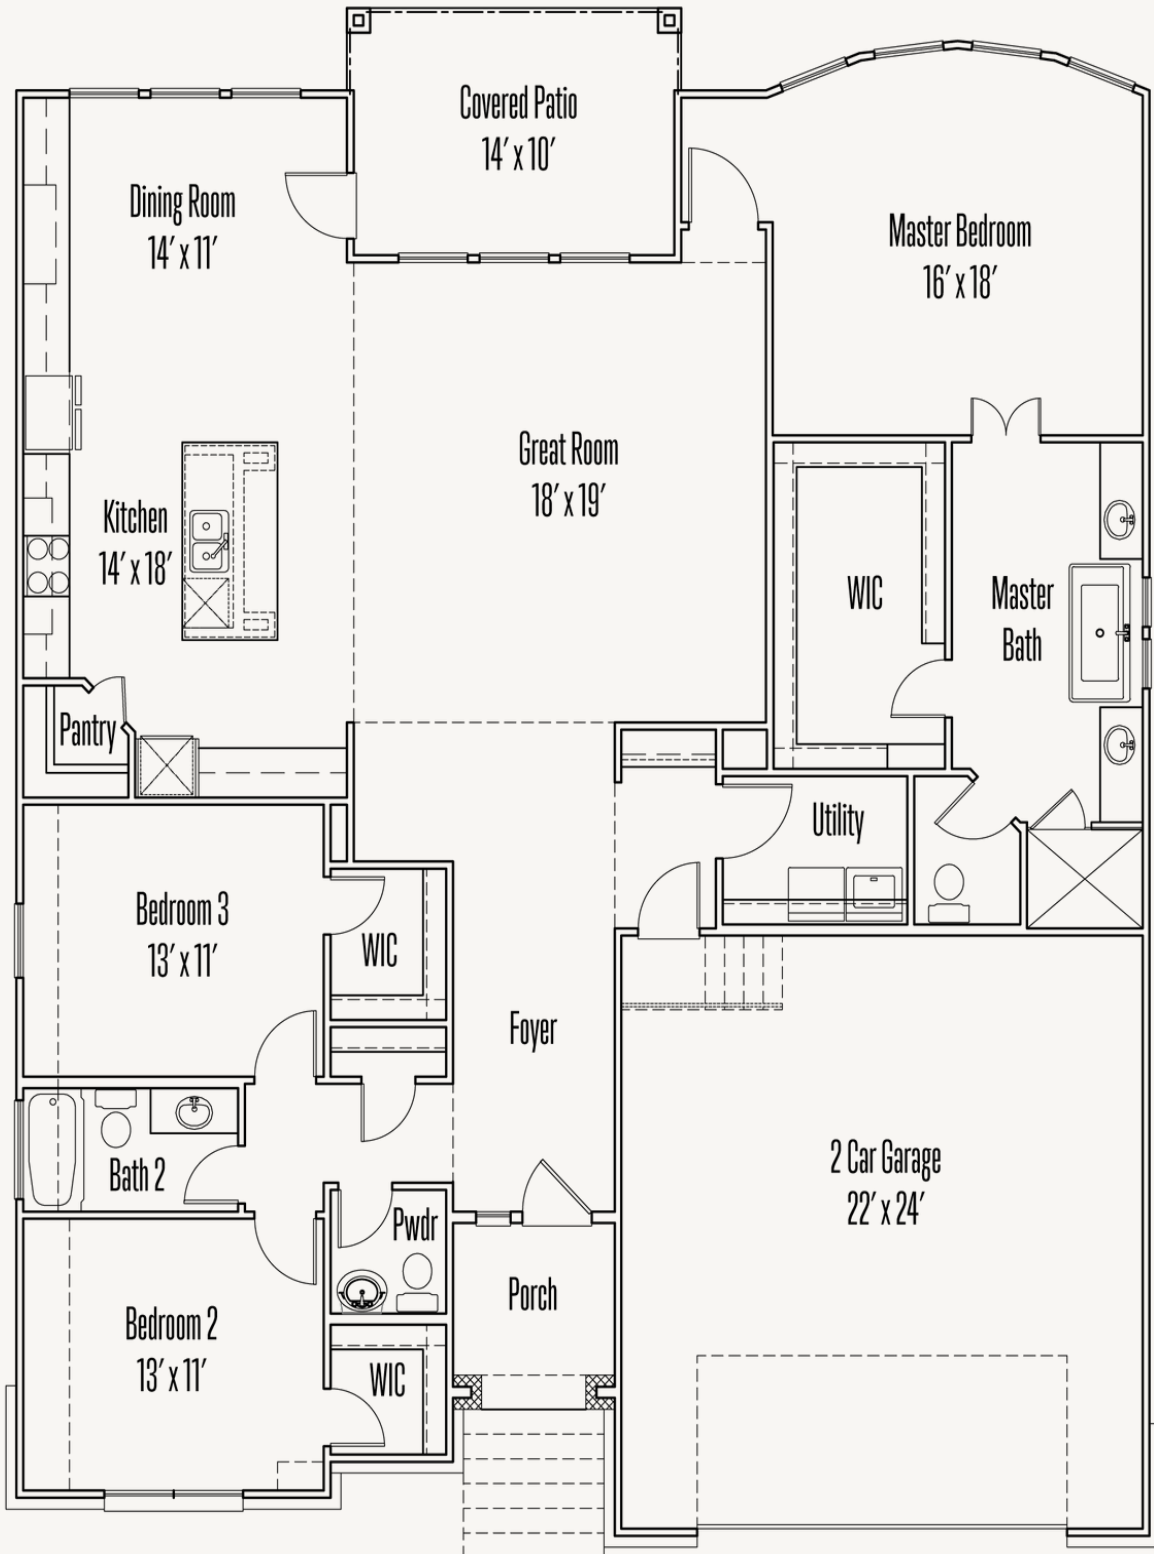 Covered Patio
14′ x 10′
Dining Room
14′ x 11′
Master Bedroom
16′ x 18′
Great Room
18′ x 19′
Kitchen
14′ x 18′
WIC
Master
Bath
Pantry
Utility
Bedroom 3
13′ x 11′
WIC
Foyer
2 Car Garage
22′ x 24′
Bath 2
Pwdr
Porch
Bedroom 2
13′ x 11′
WIC